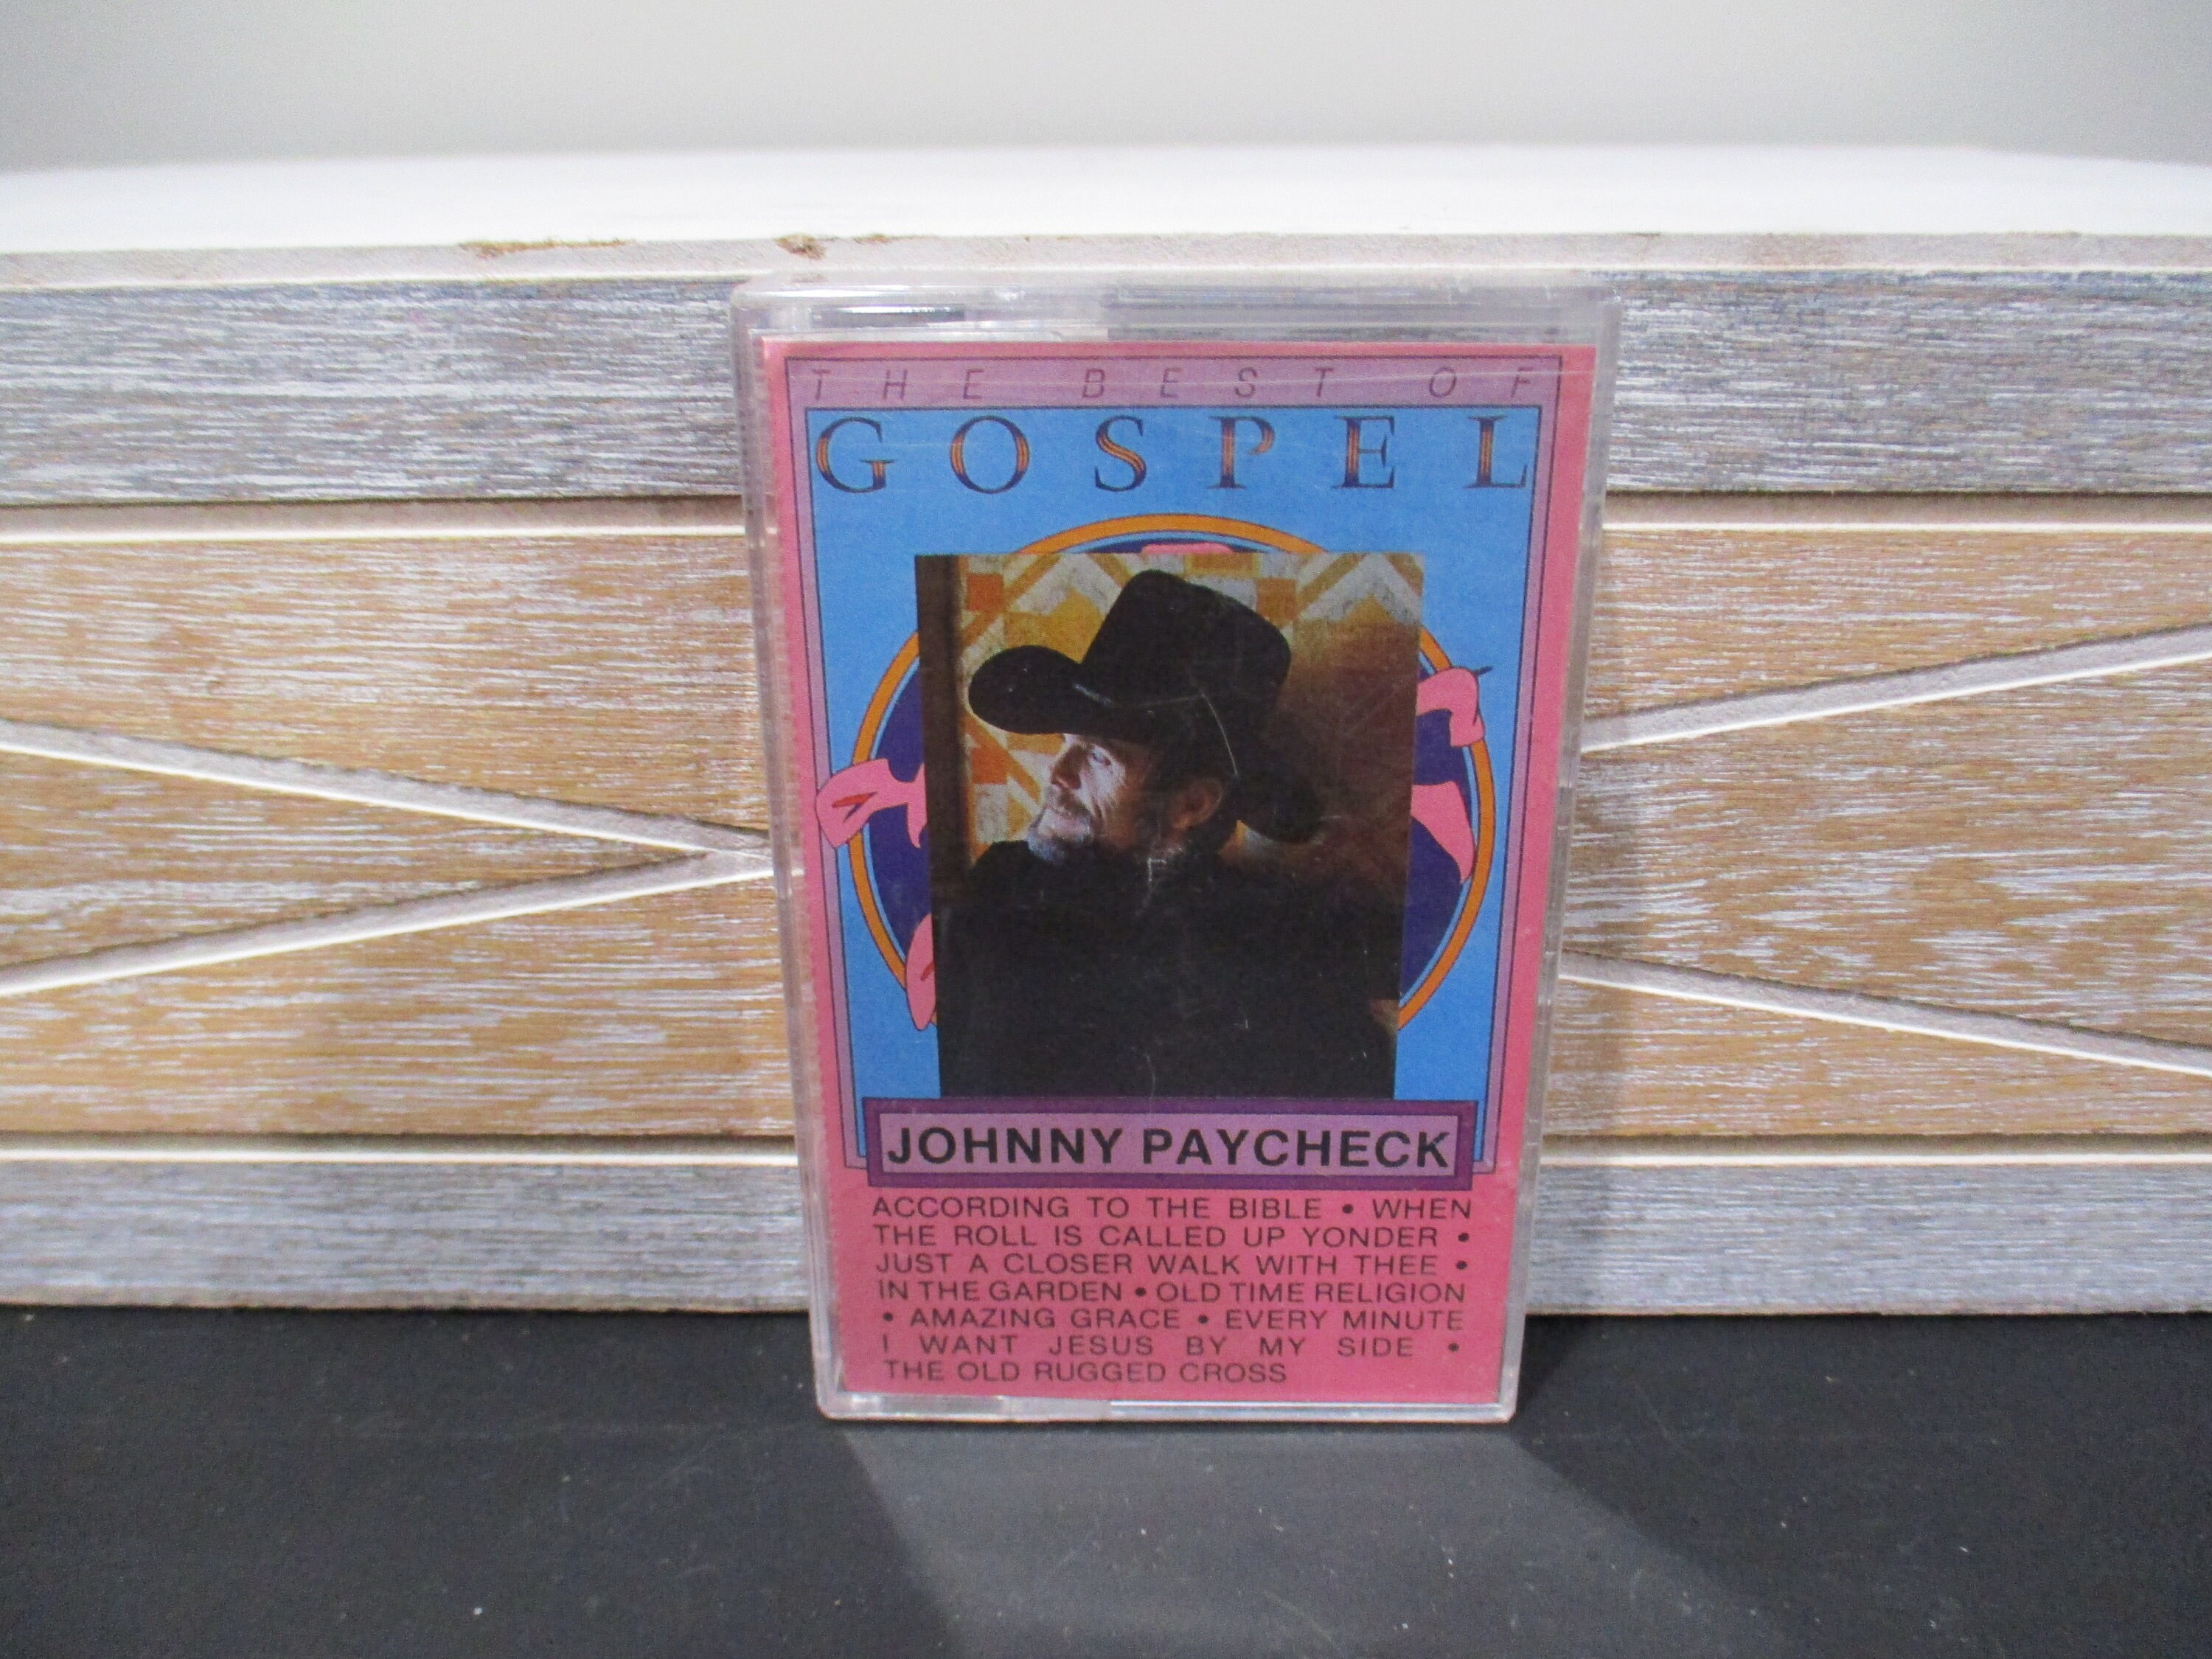 THE BEST OF
GOSPEL
JOHNNY PAYCHECK
ACCORDING TO THE BIBLE • WHEN
THE ROLL IS CALLED UP YONDER •
JUST A CLOSER WALK WITH THEE •
IN THE GARDEN • OLD TIME RELIGION
• AMAZING GRACE • EVERY MINUTE
I WANT JESUS BY MY SIDE •
THE OLD RUGGED CROSS